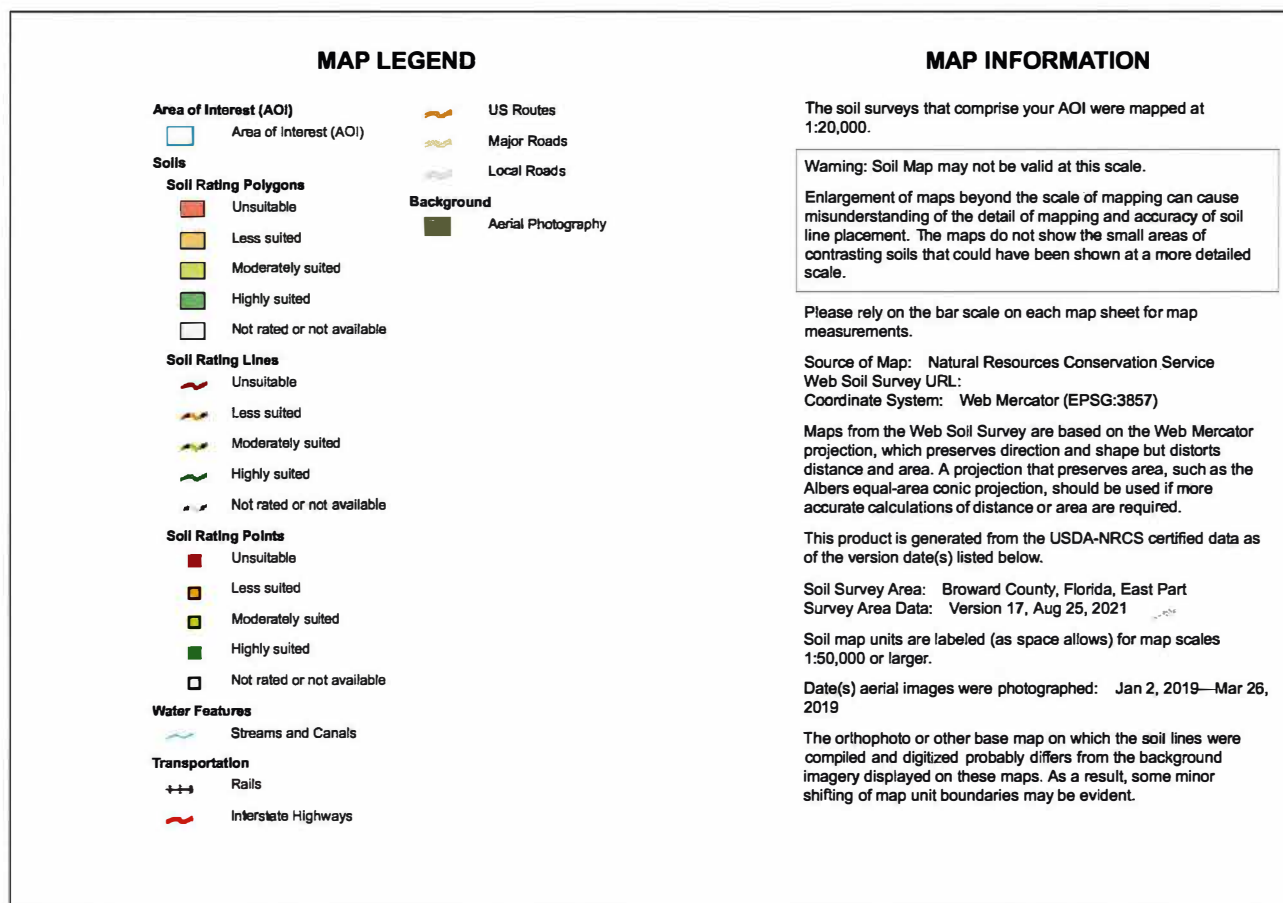 MAP LEGEND
Area of Interest (AOI)
Area of Interest (AOI)
Soils
Soil Rating Polygons
Unsuitable
Less suited
Moderately suited
Highly suited
Not rated or not available
Soil Rating Lines
Unsuitable
Less suited
Moderately suited
Highly suited
Not rated or not available
Soil Rating Points
Unsuitable
Less suited
Moderately suited
Highly suited
Not rated or not available
Water Features
Streams and Canals
Transportation
Rails
Interstate Highways
US Routes
Major Roads
Local Roads
Background
Aerial Photography
MAP INFORMATION
The soil surveys that comprise your AOI were mapped at
1:20,000.
Warning: Soil Map may not be valid at this scale.
Enlargement of maps beyond the scale of mapping can cause
misunderstanding of the detail of mapping and accuracy of soil
line placement. The maps do not show the small areas of
contrasting soils that could have been shown at a more detailed
scale.
Please rely on the bar scale on each map sheet for map
measurements.
Source of Map: Natural Resources Conservation Service
Web Soil Survey URL:
Coordinate System: Web Mercator (EPSG:3857)
Maps from the Web Soil Survey are based on the Web Mercator
projection, which preserves direction and shape but distorts
distance and area. A projection that preserves area, such as the
Albers equal-area conic projection, should be used if more
accurate calculations of distance or area are required.
This product is generated from the USDA-NRCS certified data as
of the version date(s) listed below.
Soil Survey Area: Broward County, Florida, East Part
Survey Area Data: Version 17, Aug 25, 2021
Soil map units are labeled (as space allows) for map scales
1:50,000 or larger.
Date(s) aerial images were photographed: Jan 2, 2019—Mar 26,
2019
The orthophoto or other base map on which the soil lines were
compiled and digitized probably differs from the background
imagery displayed on these maps. As a result, some minor
shifting of map unit boundaries may be evident.